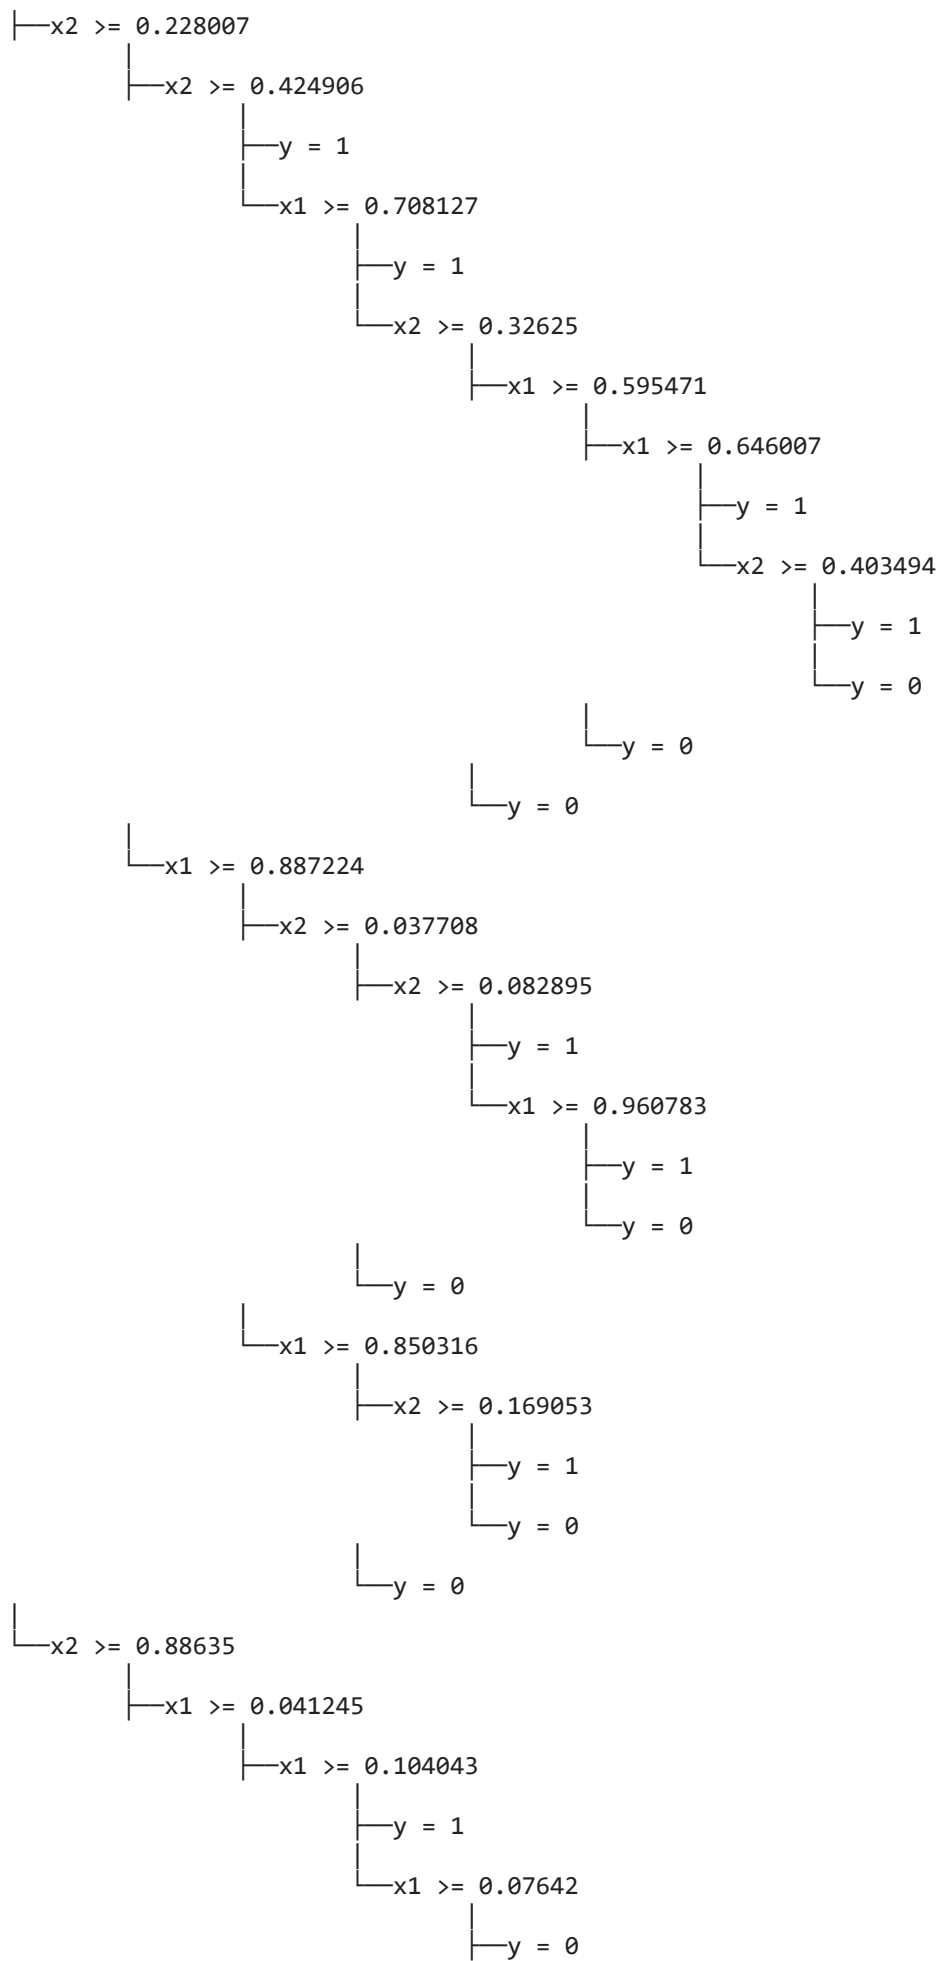 ├──x2 >= 0.228007
├──x2 >= 0.424906
├──y = 1
└──x1 >= 0.708127
├──y = 1
└──x2 >= 0.32625
├──x1 >= 0.595471
├──x1 >= 0.646007
├──y = 1
└──x2 >= 0.403494
├──y = 1
└──y = 0
└──y = 0
└──y = 0
└──x1 >= 0.887224
├──x2 >= 0.037708
├──x2 >= 0.082895
├──y = 1
└──x1 >= 0.960783
├──y = 1
└──y = 0
└──y = 0
└──x1 >= 0.850316
├──x2 >= 0.169053
├──y = 1
└──y = 0
└──y = 0
└──x2 >= 0.88635
├──x1 >= 0.041245
├──x1 >= 0.104043
├──y = 1
└──x1 >= 0.07642
├──y = 0